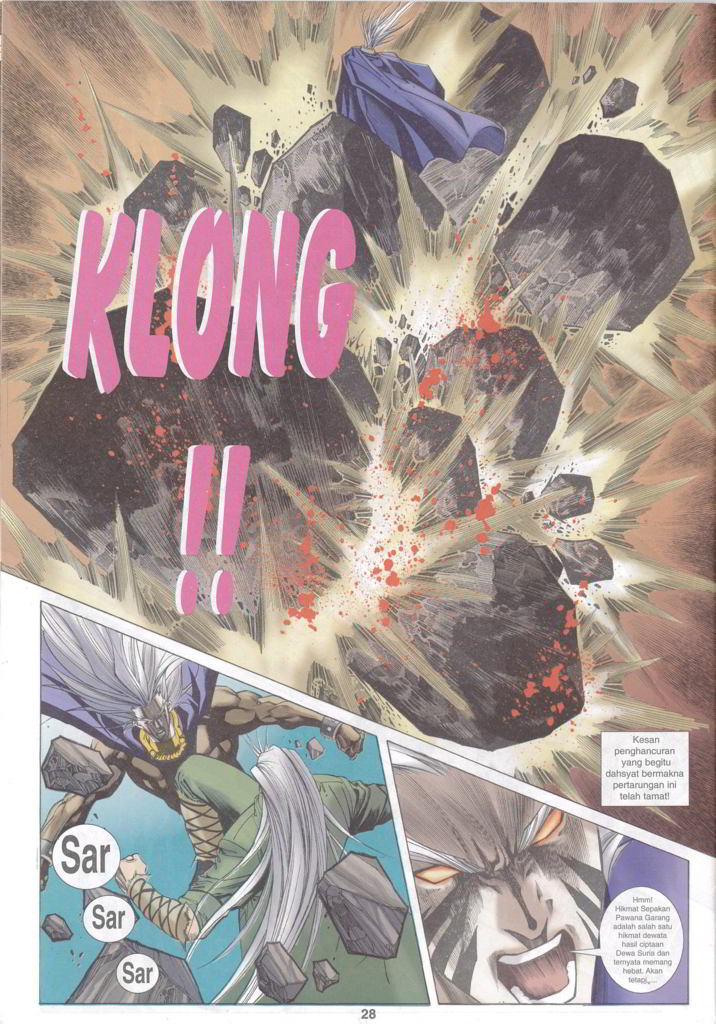 KLONG
!!
Kesan
penghancuran
yang begitu
dahsyat bermakna
pertarungan ini
telah tamat!
Sar
Sar
Sar
Hmm!
Hikmat Sepakan
Pawana Garang
adalah salah satu
hikmat dewata
hasil ciptaan
Dewa Suria dan
ternyata memang
hebat. Akan
tetapi....
28